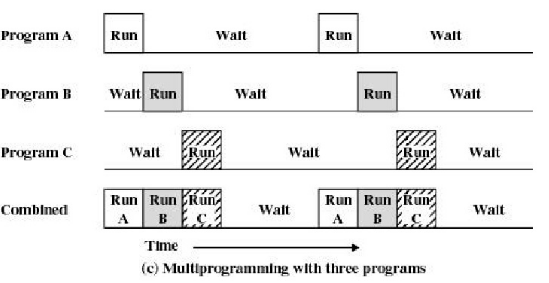 Program A Run Wait Run Wait
Program B Wait Run Wait Run Wait
Program C Wait Run Wait Run Wait
Run Run Run Run Run Run
Combined Wait Wait
A B C A B C
Time
(c) Multiprogramming with three programs